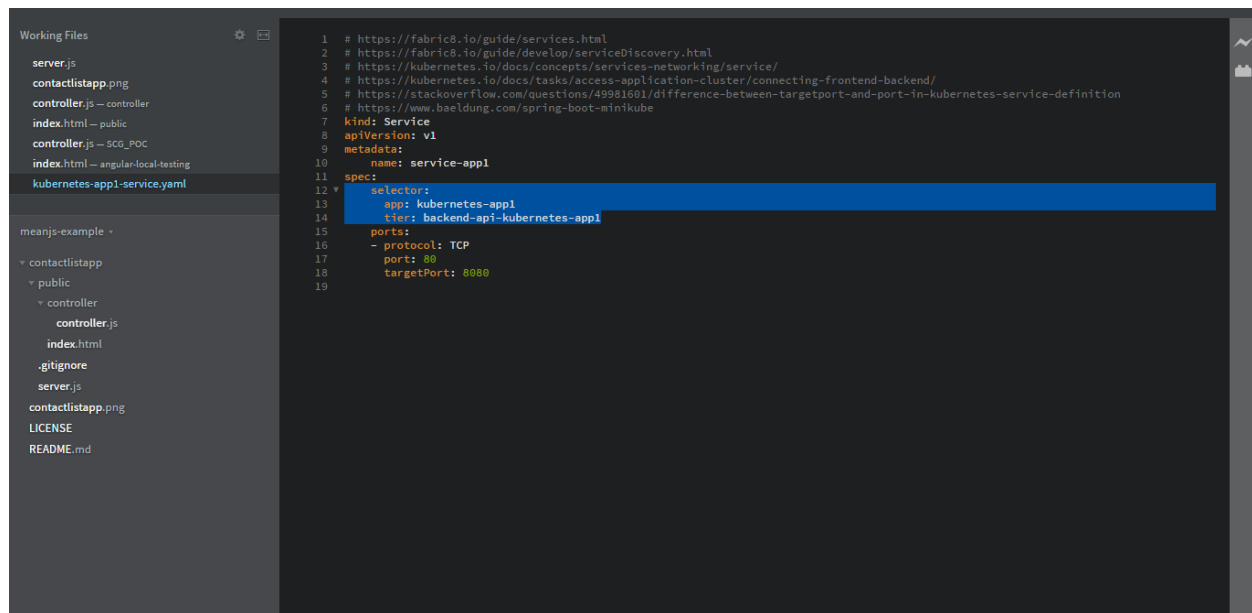 Working Files
server.js
contactlistapp.png
controller.js — controller
index.html — public
controller.js — SCG_POC
index.html — angular-local-testing
kubernetes-app1-service.yaml
meanjs-example
contactlistapp
public
controller
controller.js
index.html
.gitignore
server.js
contactlistapp.png
LICENSE
README.md
1 # https://fabric8.io/guide/services.html
2 # https://fabric8.io/guide/develop/serviceDiscovery.html
3 # https://kubernetes.io/docs/concepts/services-networking/service/
4 # https://kubernetes.io/docs/tasks/access-application-cluster/connecting-frontend-backend/
5 # https://stackoverflow.com/questions/49981601/difference-between-targetport-and-port-in-kubernetes-service-definition
6 # https://www.baeldung.com/spring-boot-minikube
7 kind: Service
8 apiVersion: v1
9 metadata:
10     name: service-app1
11 spec:
12     selector:
13       app: kubernetes-app1
14       tier: backend-api-kubernetes-app1
15     ports:
16     - protocol: TCP
17       port: 80
18       targetPort: 8080
19